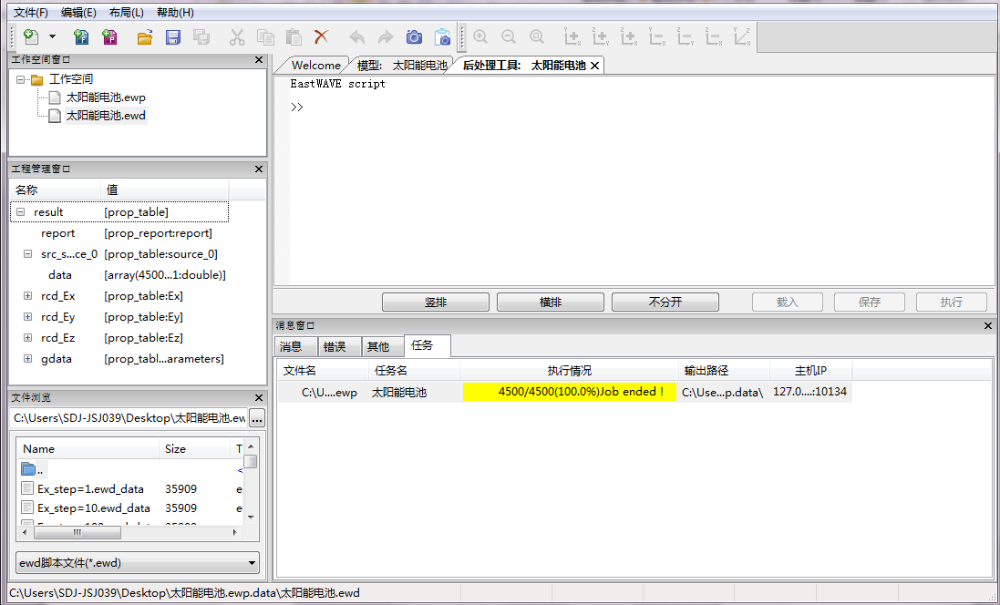 文件(F) 编辑(E) 布局(L) 帮助(H)
工作空间窗口
工作空间
太阳能电池.ewp
太阳能电池.ewd
工程管理窗口
名称 值
result [prop_table]
report [prop_report:report]
src_s...ce_0 [prop_table:source_0]
data [array(4500...1:double)]
rcd_Ex [prop_table:Ex]
rcd_Ey [prop_table:Ey]
rcd_Ez [prop_table:Ez]
gdata [prop_tabl...arameters]
文件浏览
C:\Users\SDJ-JSJ039\Desktop\太阳能电池.ew ...
Name Size T
.. <
Ex_step=1.ewd_data 35909 e
Ex_step=10.ewd_data 35909 e
ewd脚本文件(*.ewd)
Welcome 模型: 太阳能电池 后处理工具: 太阳能电池
EastWAVE script
>>
竖排 横排 不分开 载入 保存 执行
消息窗口
消息 错误 其他 任务
文件名 任务名 执行情况 输出路径 主机IP
C:\U....ewp 太阳能电池 4500/4500(100.0%)Job ended ! C:\Use...p.data\ 127.0....:10134
C:\Users\SDJ-JSJ039\Desktop\太阳能电池.ewp.data\太阳能电池.ewd